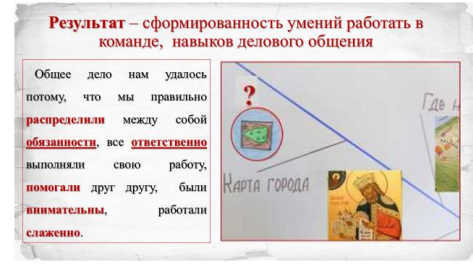 Результат – сформированность умений работать в
команде, навыков делового общения
Общее дело нам удалось
потому, что мы правильно
распределили между собой
обязанности, все ответственно
выполняли свою работу,
помогали друг другу, были
внимательны, работали
слаженно.
?
Где н
Карта города